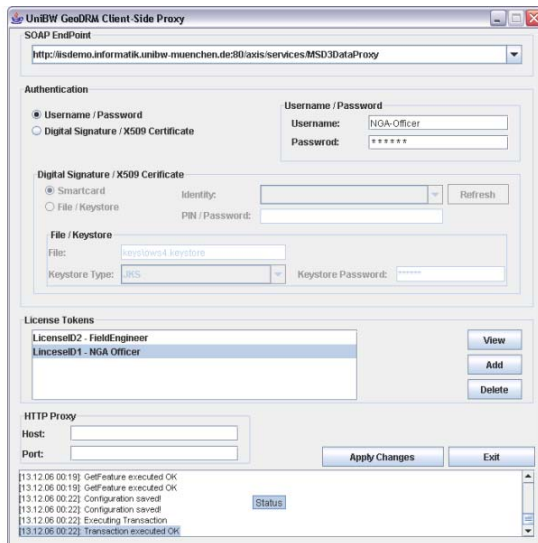 UniBW GeoDRM Client-Side Proxy
SOAP EndPoint
http://iisdemo.informatik.unibw-muenchen.de:80/axis/services/MSD3DataProxy
Authentication
Username / Password
Digital Signature / X509 Certificate
Username / Password
Username: NGA-Officer
Passwrod: ******
Digital Signature / X509 Cerificate
Smartcard
File / Keystore
Identity: Refresh
PIN / Password:
File / Keystore
File: keys\ows4.keystore
Keystore Type: JKS Keystore Password: ******
License Tokens
LicenseID2 - FieldEngineer
LinceseID1 - NGA Officer
View
Add
Delete
HTTP Proxy
Host:
Port:
Apply Changes Exit
[13.12.06 00:19]: GetFeature executed OK
[13.12.06 00:19]: GetFeature executed OK
[13.12.06 00:22]: Configuration saved!
[13.12.06 00:22]: Configuration saved!
[13.12.06 00:22]: Executing Transaction
[13.12.06 00:22]: Transaction executed OK
Status